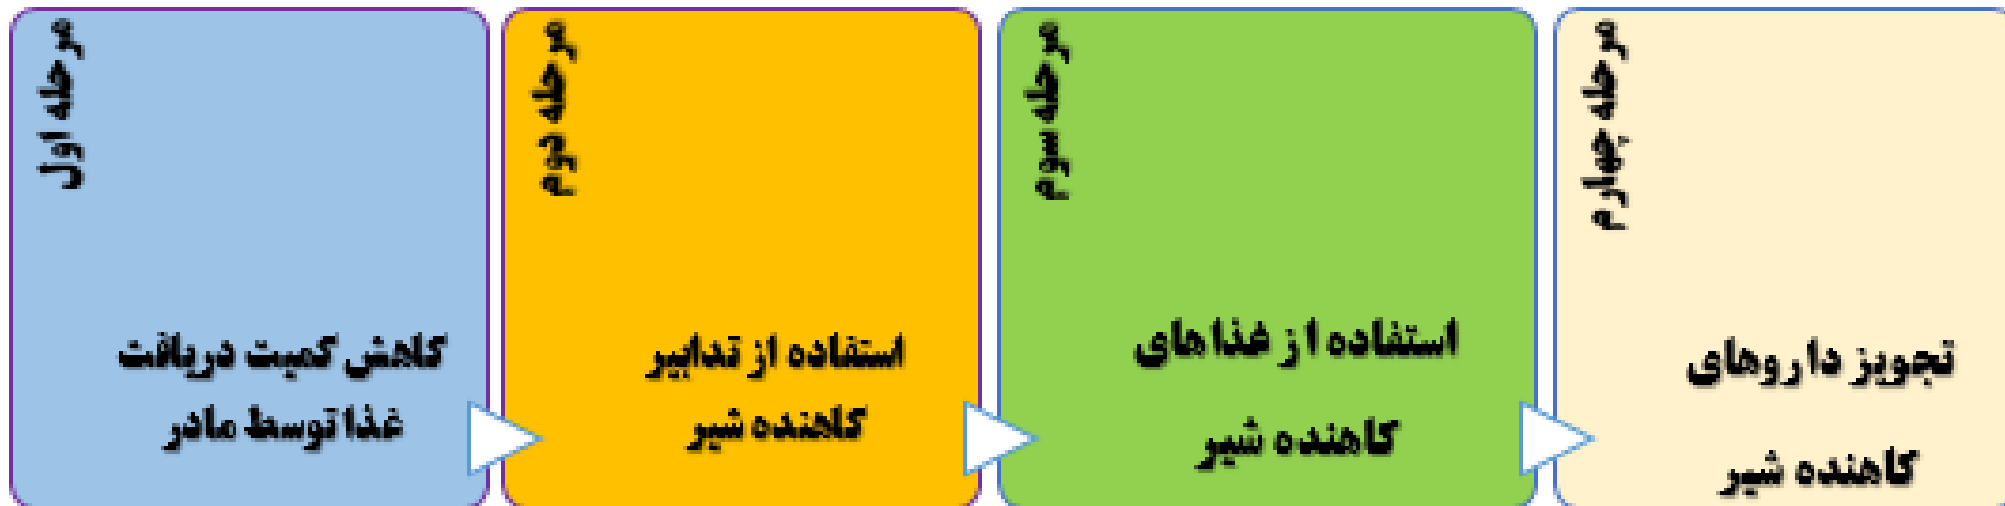 مرحله اول
کاهش کمیت دریافت
غذا توسط مادر
مرحله دوم
استفاده از تدابیر
کاهنده شیر
مرحله سوم
استفاده از غذاهای
کاهنده شیر
مرحله چهارم
تجویز داروهای
کاهنده شیر